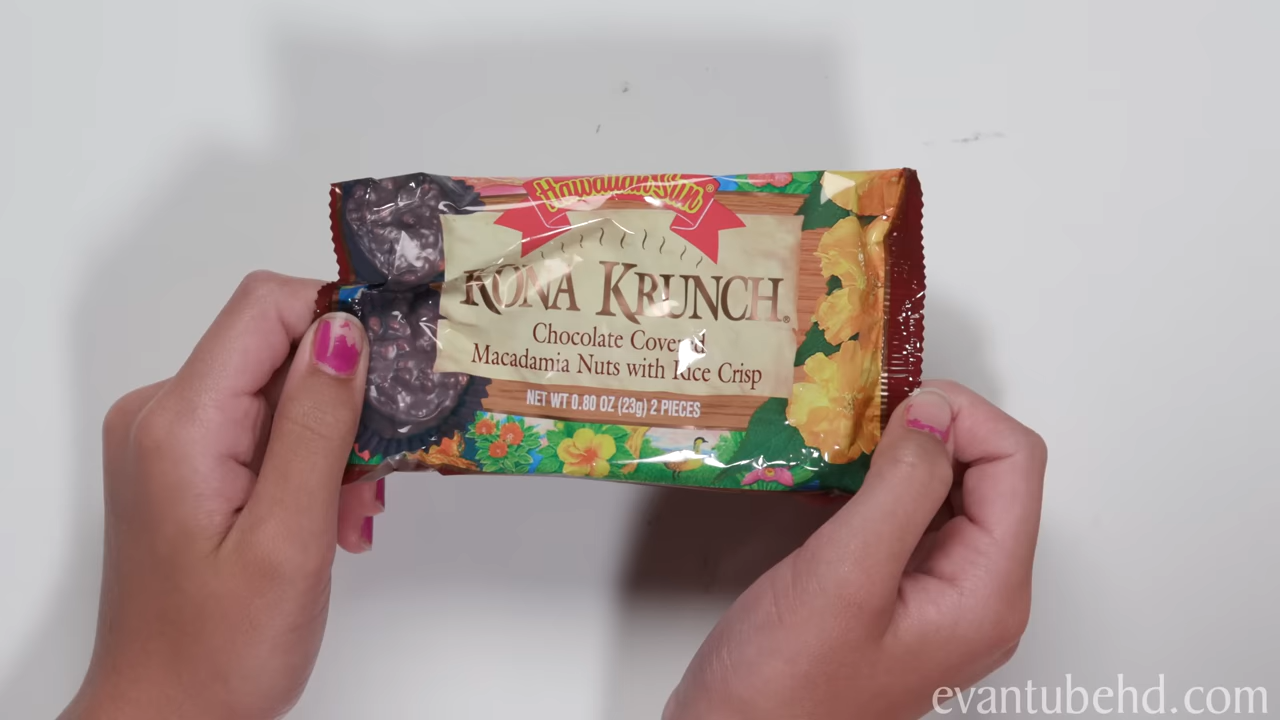 Hawaiian Sun®
KONA KRUNCH®
Chocolate Covered
Macadamia Nuts with Rice Crisp
NET WT 0.80 OZ (23g) 2 PIECES
evantubehd.com